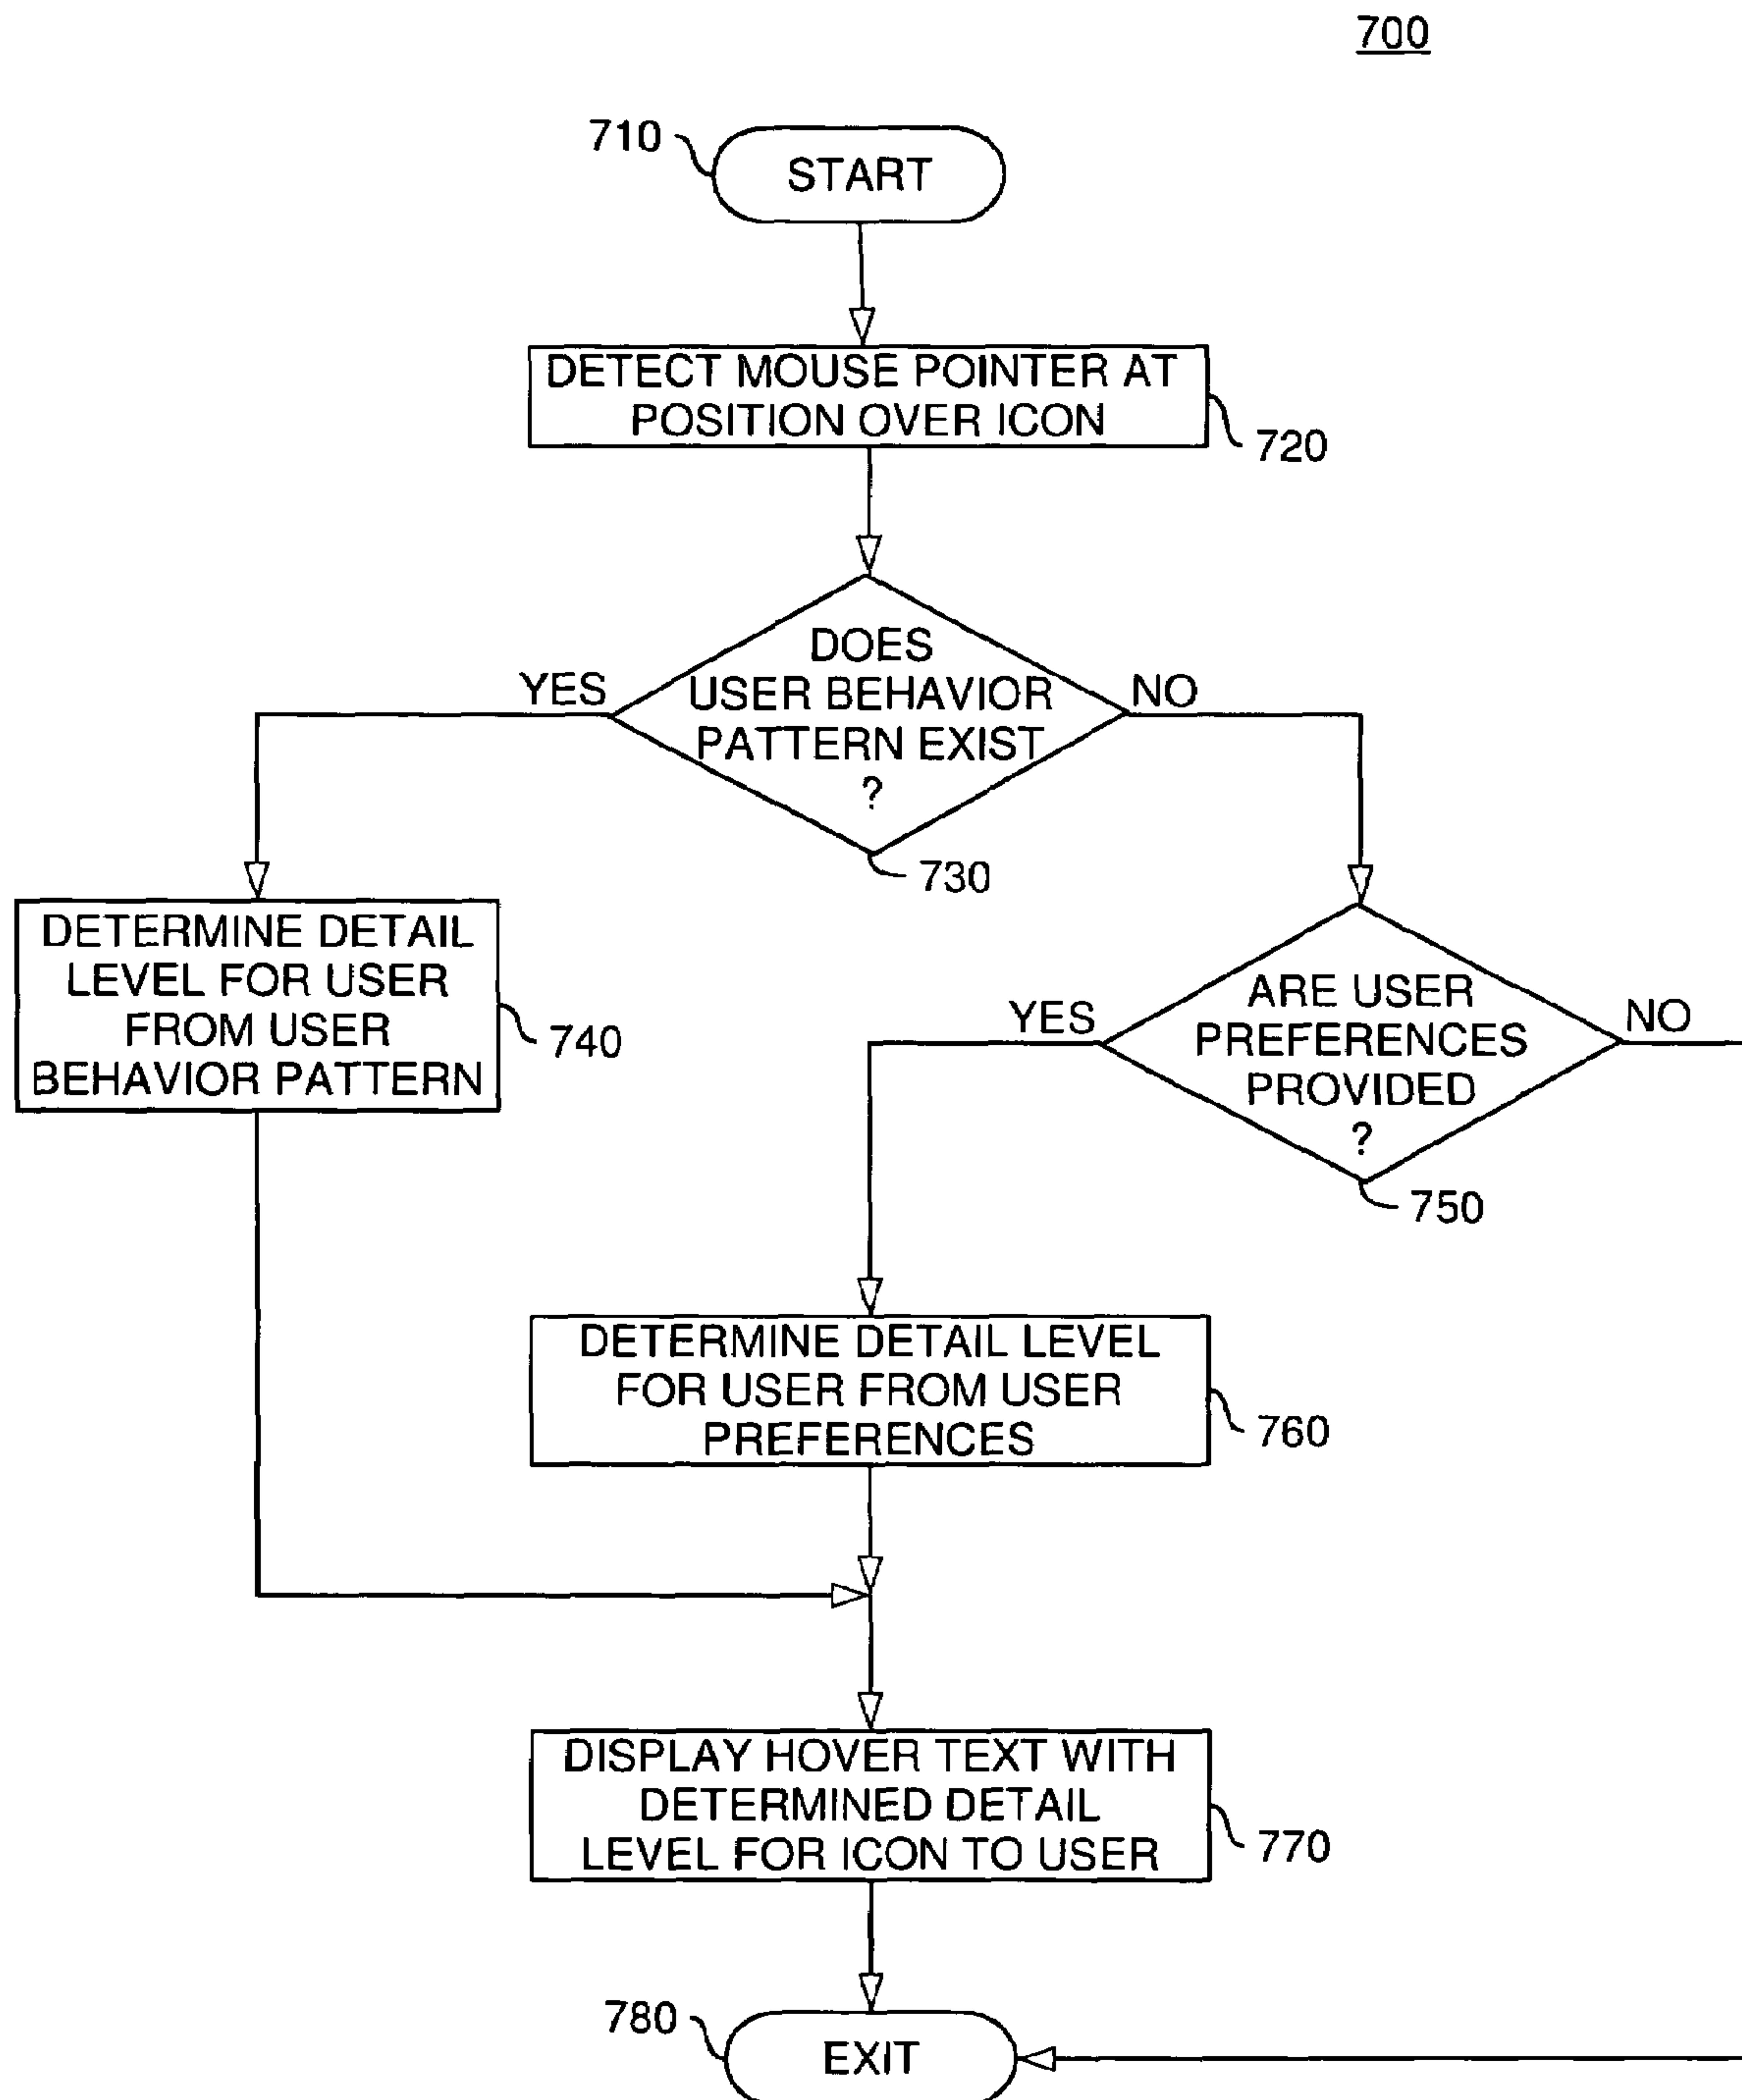 700
710
START
DETECT MOUSE POINTER AT
POSITION OVER ICON
720
DOES
USER BEHAVIOR
PATTERN EXIST
?
YES
NO
730
DETERMINE DETAIL
LEVEL FOR USER
FROM USER
BEHAVIOR PATTERN
740
ARE USER
PREFERENCES
PROVIDED
?
YES
NO
750
DETERMINE DETAIL LEVEL
FOR USER FROM USER
PREFERENCES
760
DISPLAY HOVER TEXT WITH
DETERMINED DETAIL
LEVEL FOR ICON TO USER
770
780
EXIT